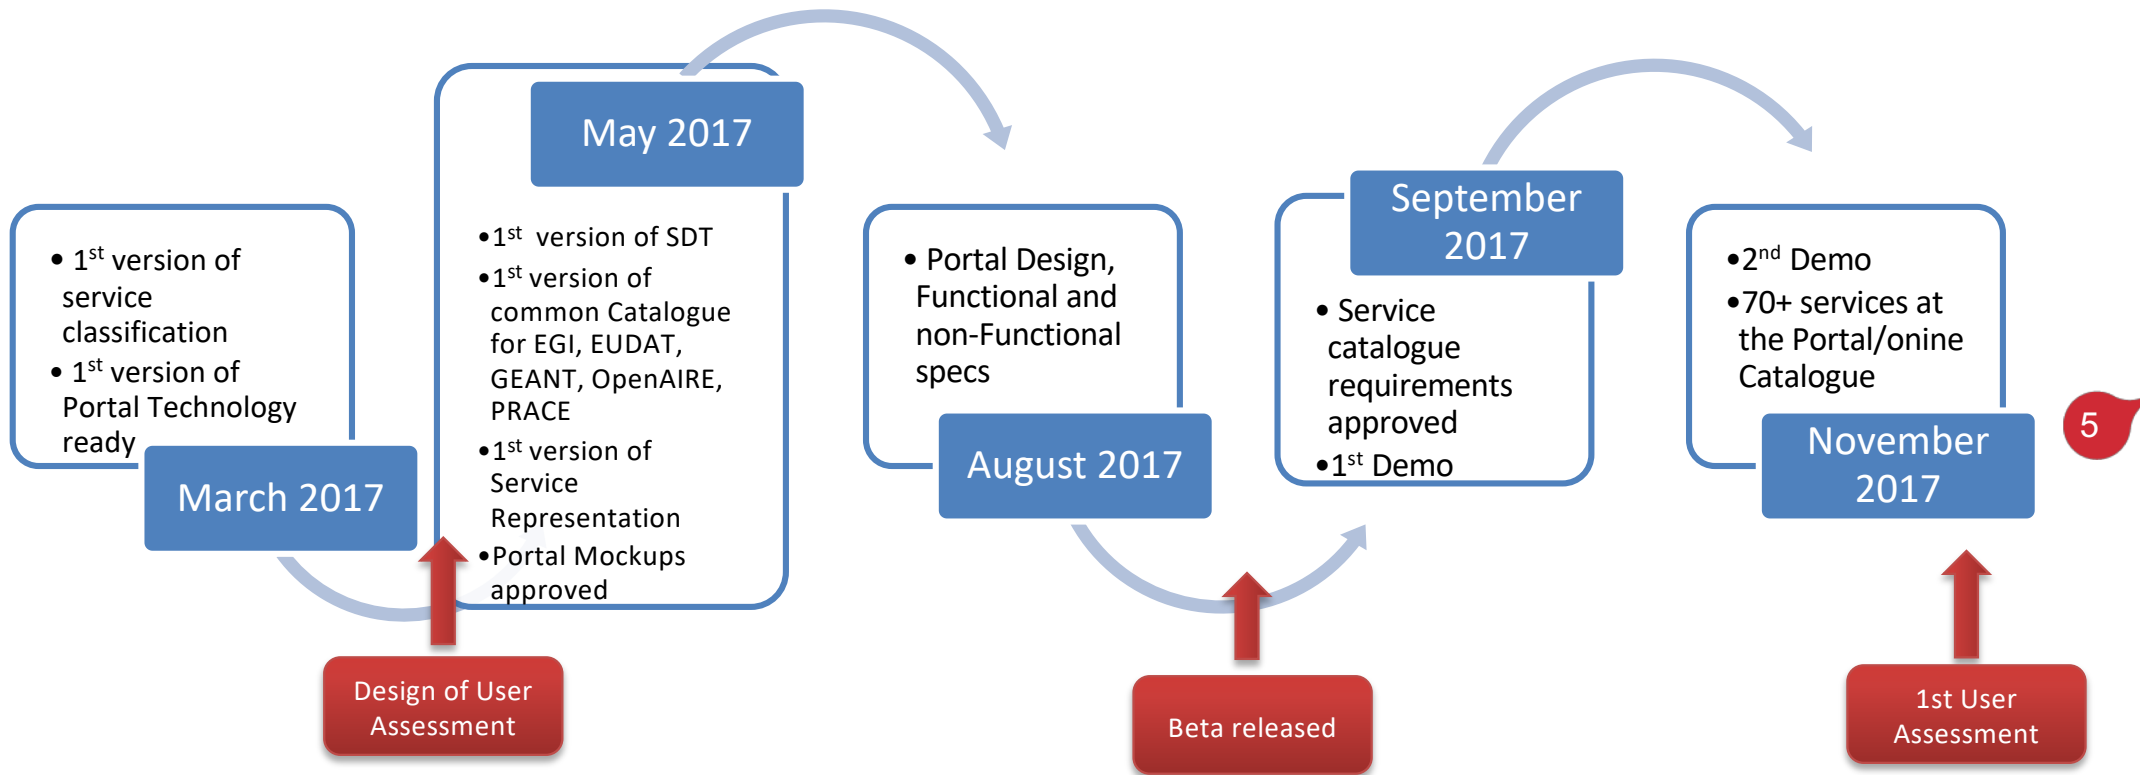 • 1st version of
service
classification
• 1st version of
Portal Technology
ready
March 2017
May 2017
•1st version of SDT
•1st version of
common Catalogue
for EGI, EUDAT,
GEANT, OpenAIRE,
PRACE
•1st version of
Service
Representation
•Portal Mockups
approved
• Portal Design,
Functional and
non-Functional
specs
August 2017
September
2017
• Service
catalogue
requirements
approved
•1st Demo
•2nd Demo
•70+ services at
the Portal/onine
Catalogue
November
2017
5
Design of User
Assessment
Beta released
1st User
Assessment